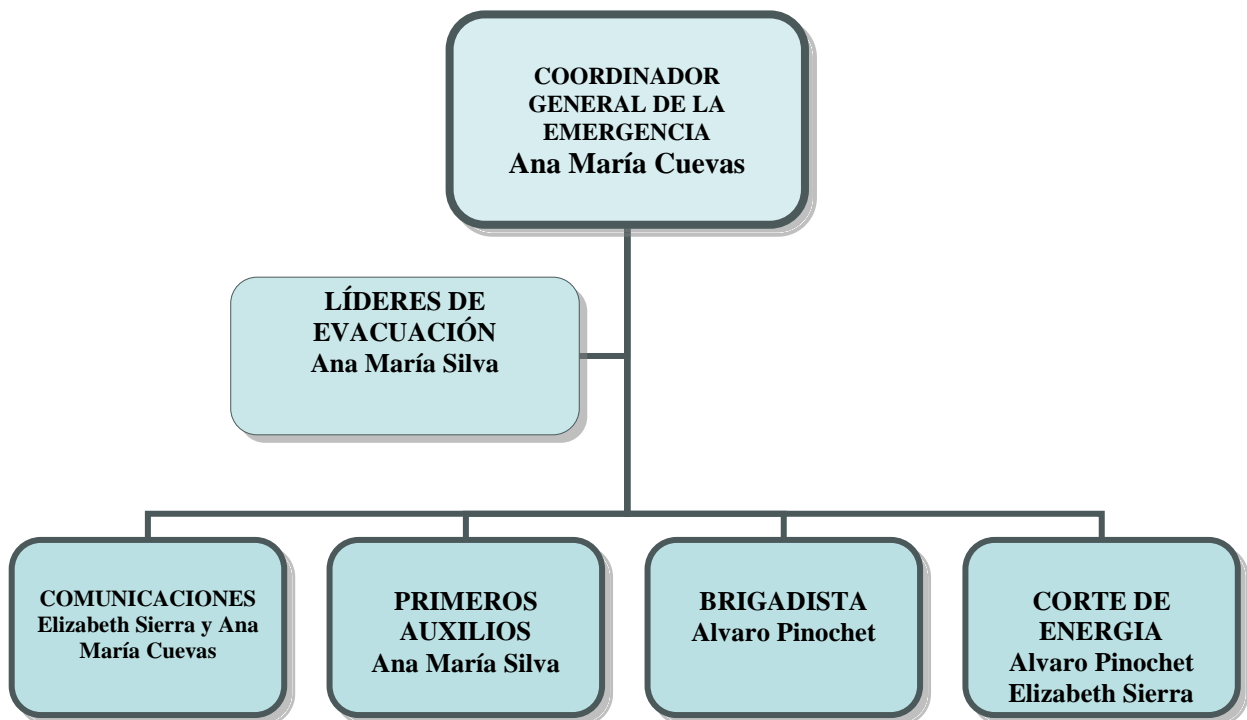 COORDINADOR
GENERAL DE LA
EMERGENCIA
Ana María Cuevas
LÍDERES DE
EVACUACIÓN
Ana María Silva
COMUNICACIONES
Elizabeth Sierra y Ana
María Cuevas
PRIMEROS
AUXILIOS
Ana María Silva
BRIGADISTA
Alvaro Pinochet
CORTE DE
ENERGIA
Alvaro Pinochet
Elizabeth Sierra